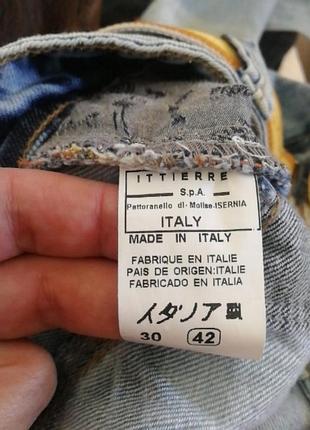 ITTIERRE
S.p.A.
Pettoranello di-Molise-ISERNIA
ITALY
MADE IN ITALY
FABRIQUE EN ITALIE
PAIS DE ORIGEN:ITALIE
FABRICADO EN ITALIA
イタリア製
30 42